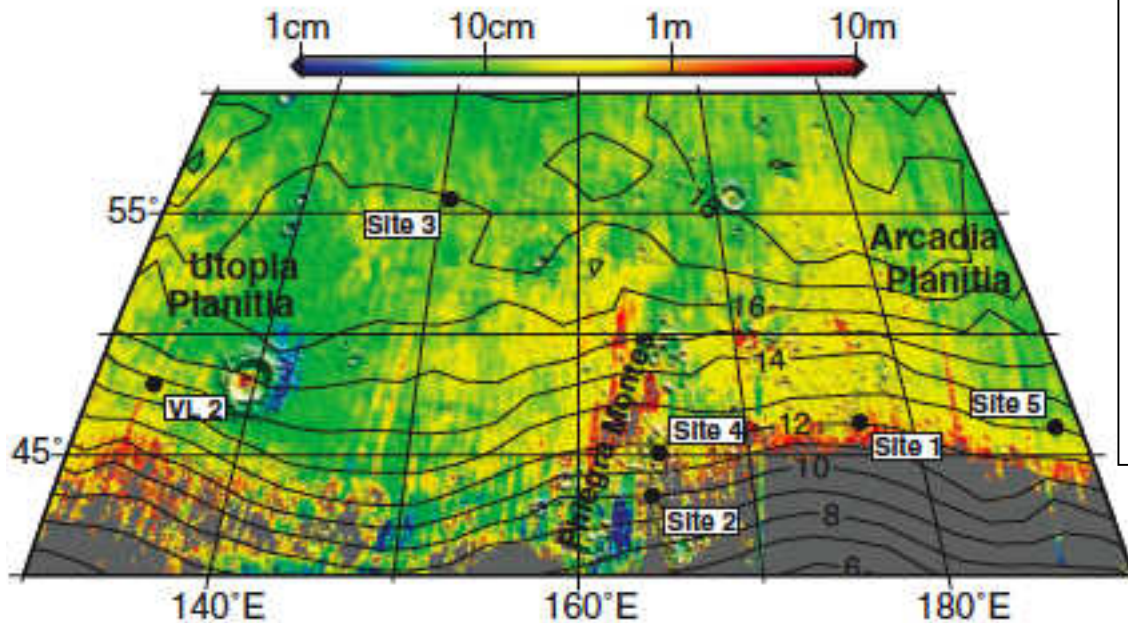 1cm 10cm 1m 10m
18
55°
Site 3
Arcadia
Planitia
Utopia
Planitia
16
14
Phlegra Montes
VL 2
Site 5
Site 4
12
Site 1
45°
10
Site 2
8
6
140°E 160°E 180°E